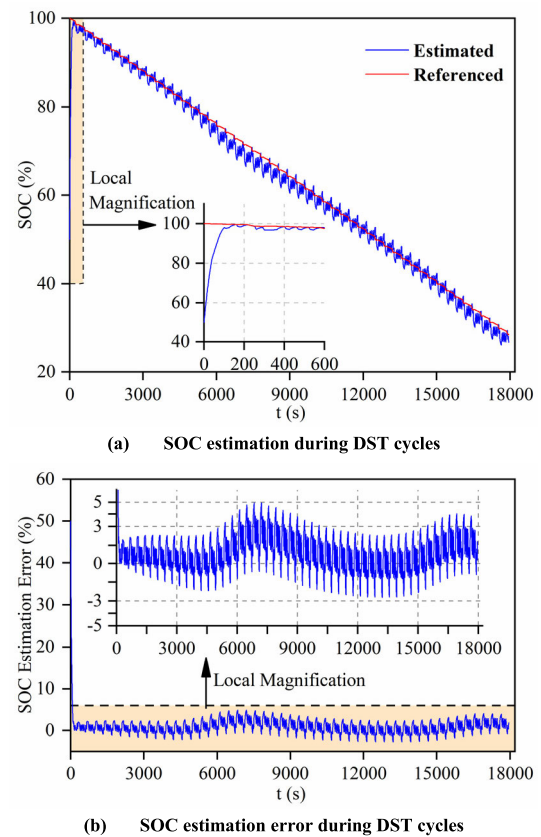 100
80
60
40
20
SOC (%)
Estimated
Referenced
Local
Magnification
100
80
60
40
0 200 400 600
0 3000 6000 9000 12000 15000 18000
t (s)
(a) SOC estimation during DST cycles
60
50
40
30
20
10
0
SOC Estimation Error (%)
5
3
0
-3
-5
0 3000 6000 9000 12000 15000 18000
Local Magnification
0 3000 6000 9000 12000 15000 18000
t (s)
(b) SOC estimation error during DST cycles